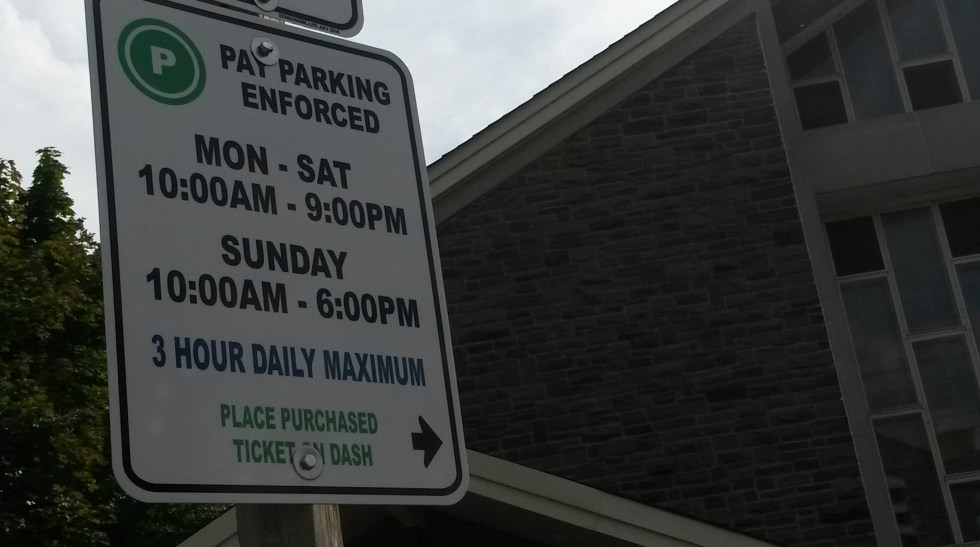 P
PAY PARKING
ENFORCED
MON - SAT
10:00AM - 9:00PM
SUNDAY
10:00AM - 6:00PM
3 HOUR DAILY MAXIMUM
PLACE PURCHASED
TICKET ON DASH